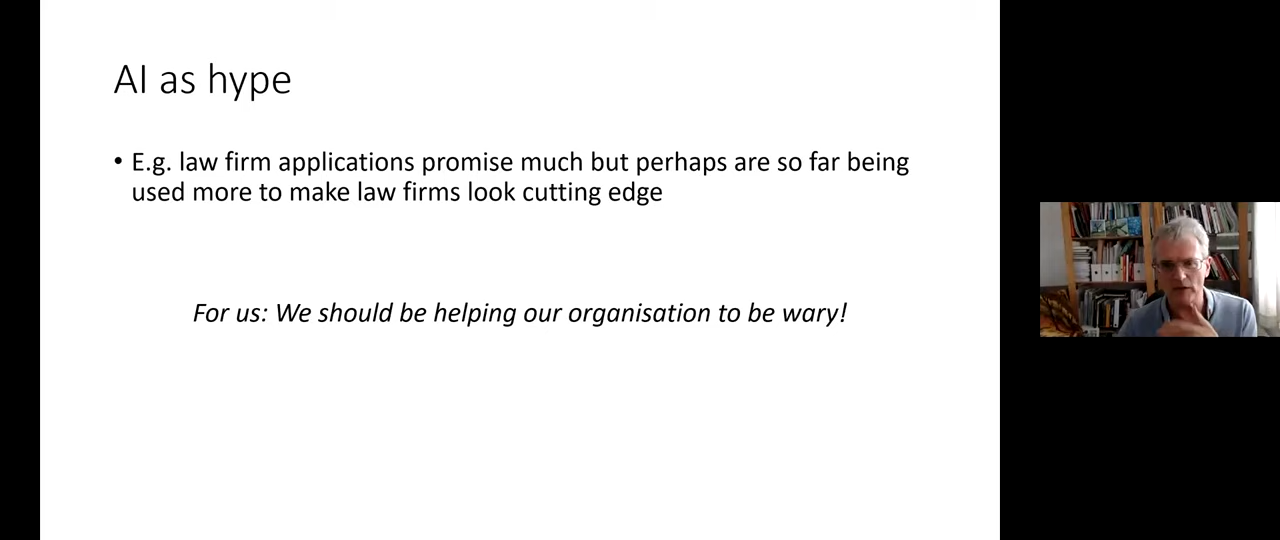 AI as hype
• E.g. law firm applications promise much but perhaps are so far being
used more to make law firms look cutting edge
For us: We should be helping our organisation to be wary!